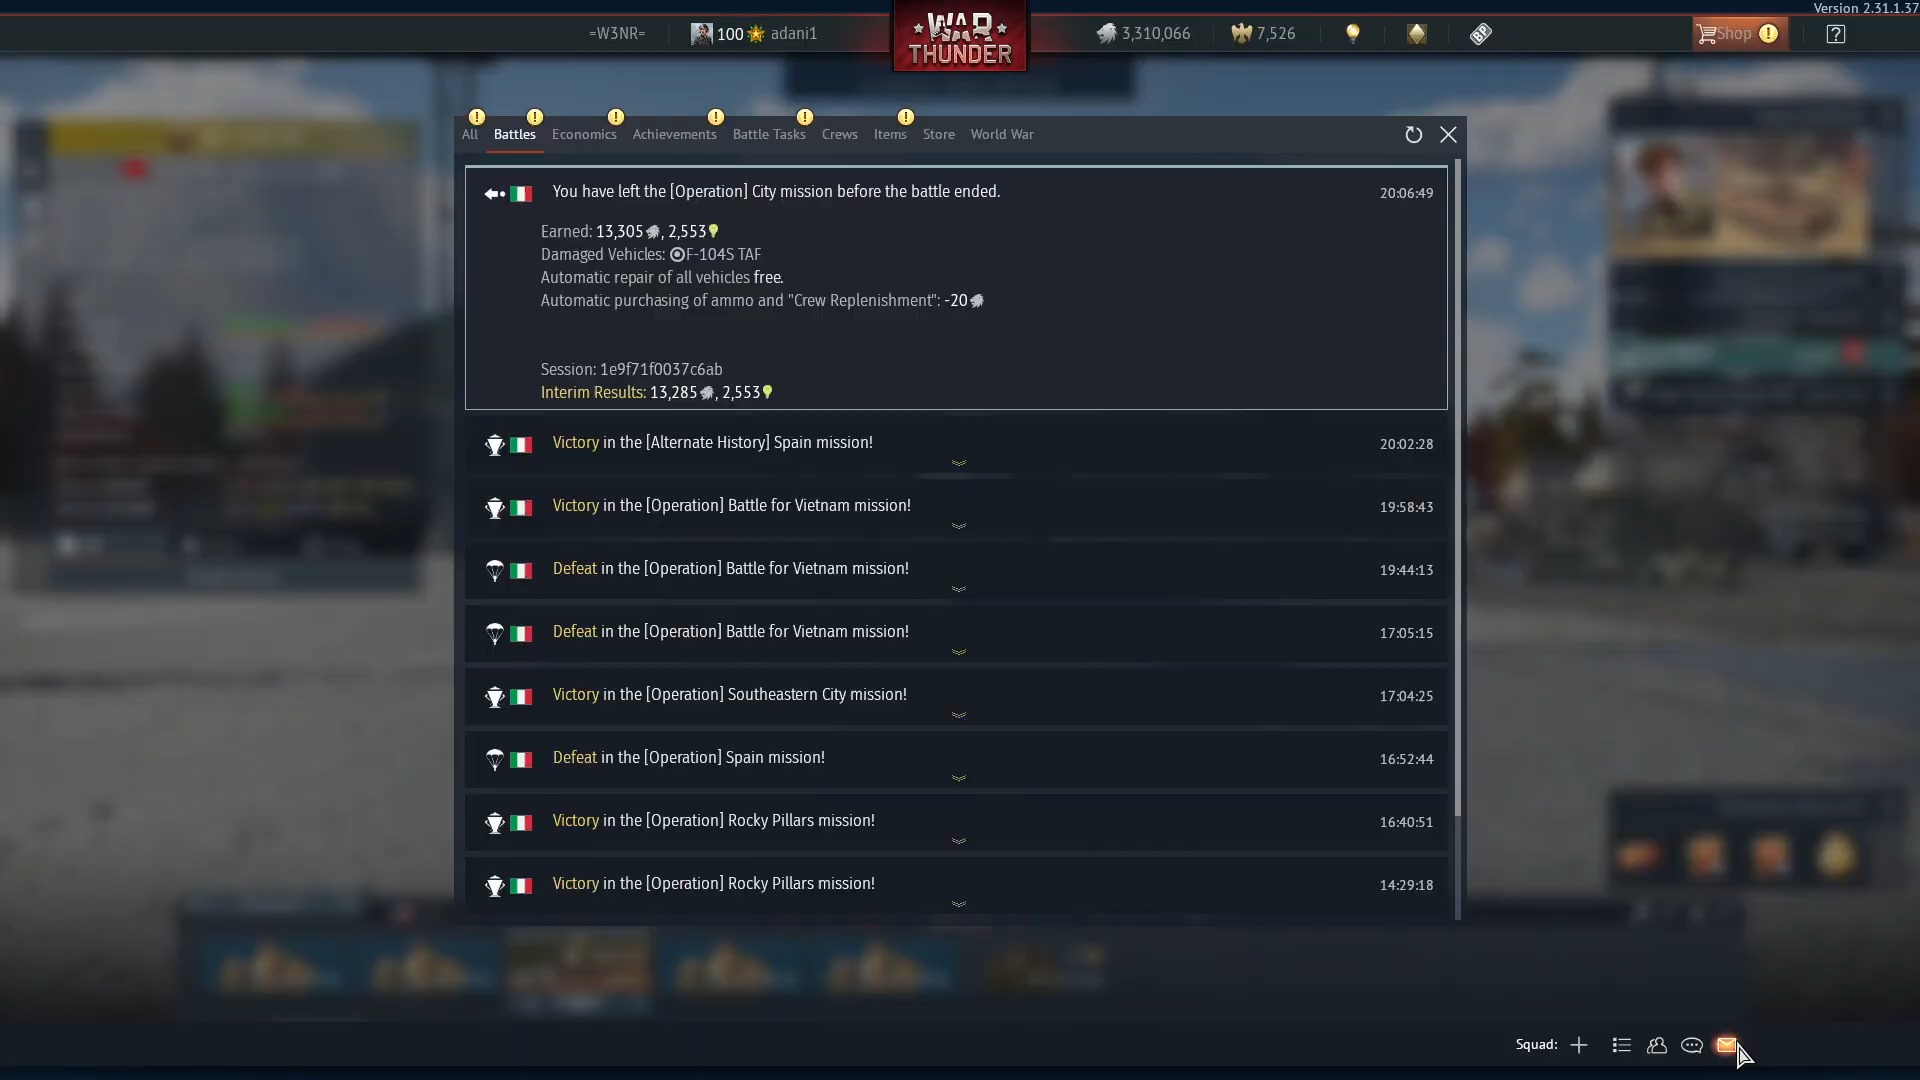 Version 2.31.1.37
=W3NR=
100 adani1
WAR THUNDER
3,310,066
7,526
BP
Shop
All Battles Economics Achievements Battle Tasks Crews Items Store World War
You have left the [Operation] City mission before the battle ended. 20:06:49
Earned: 13,305, 2,553
Damaged Vehicles: F-104S TAF
Automatic repair of all vehicles free.
Automatic purchasing of ammo and "Crew Replenishment": -20
Session: 1e9f71f0037c6ab
Interim Results: 13,285, 2,553
Victory in the [Alternate History] Spain mission! 20:02:28
Victory in the [Operation] Battle for Vietnam mission! 19:58:43
Defeat in the [Operation] Battle for Vietnam mission! 19:44:13
Defeat in the [Operation] Battle for Vietnam mission! 17:05:15
Victory in the [Operation] Southeastern City mission! 17:04:25
Defeat in the [Operation] Spain mission! 16:52:44
Victory in the [Operation] Rocky Pillars mission! 16:40:51
Victory in the [Operation] Rocky Pillars mission! 14:29:18
Squad: